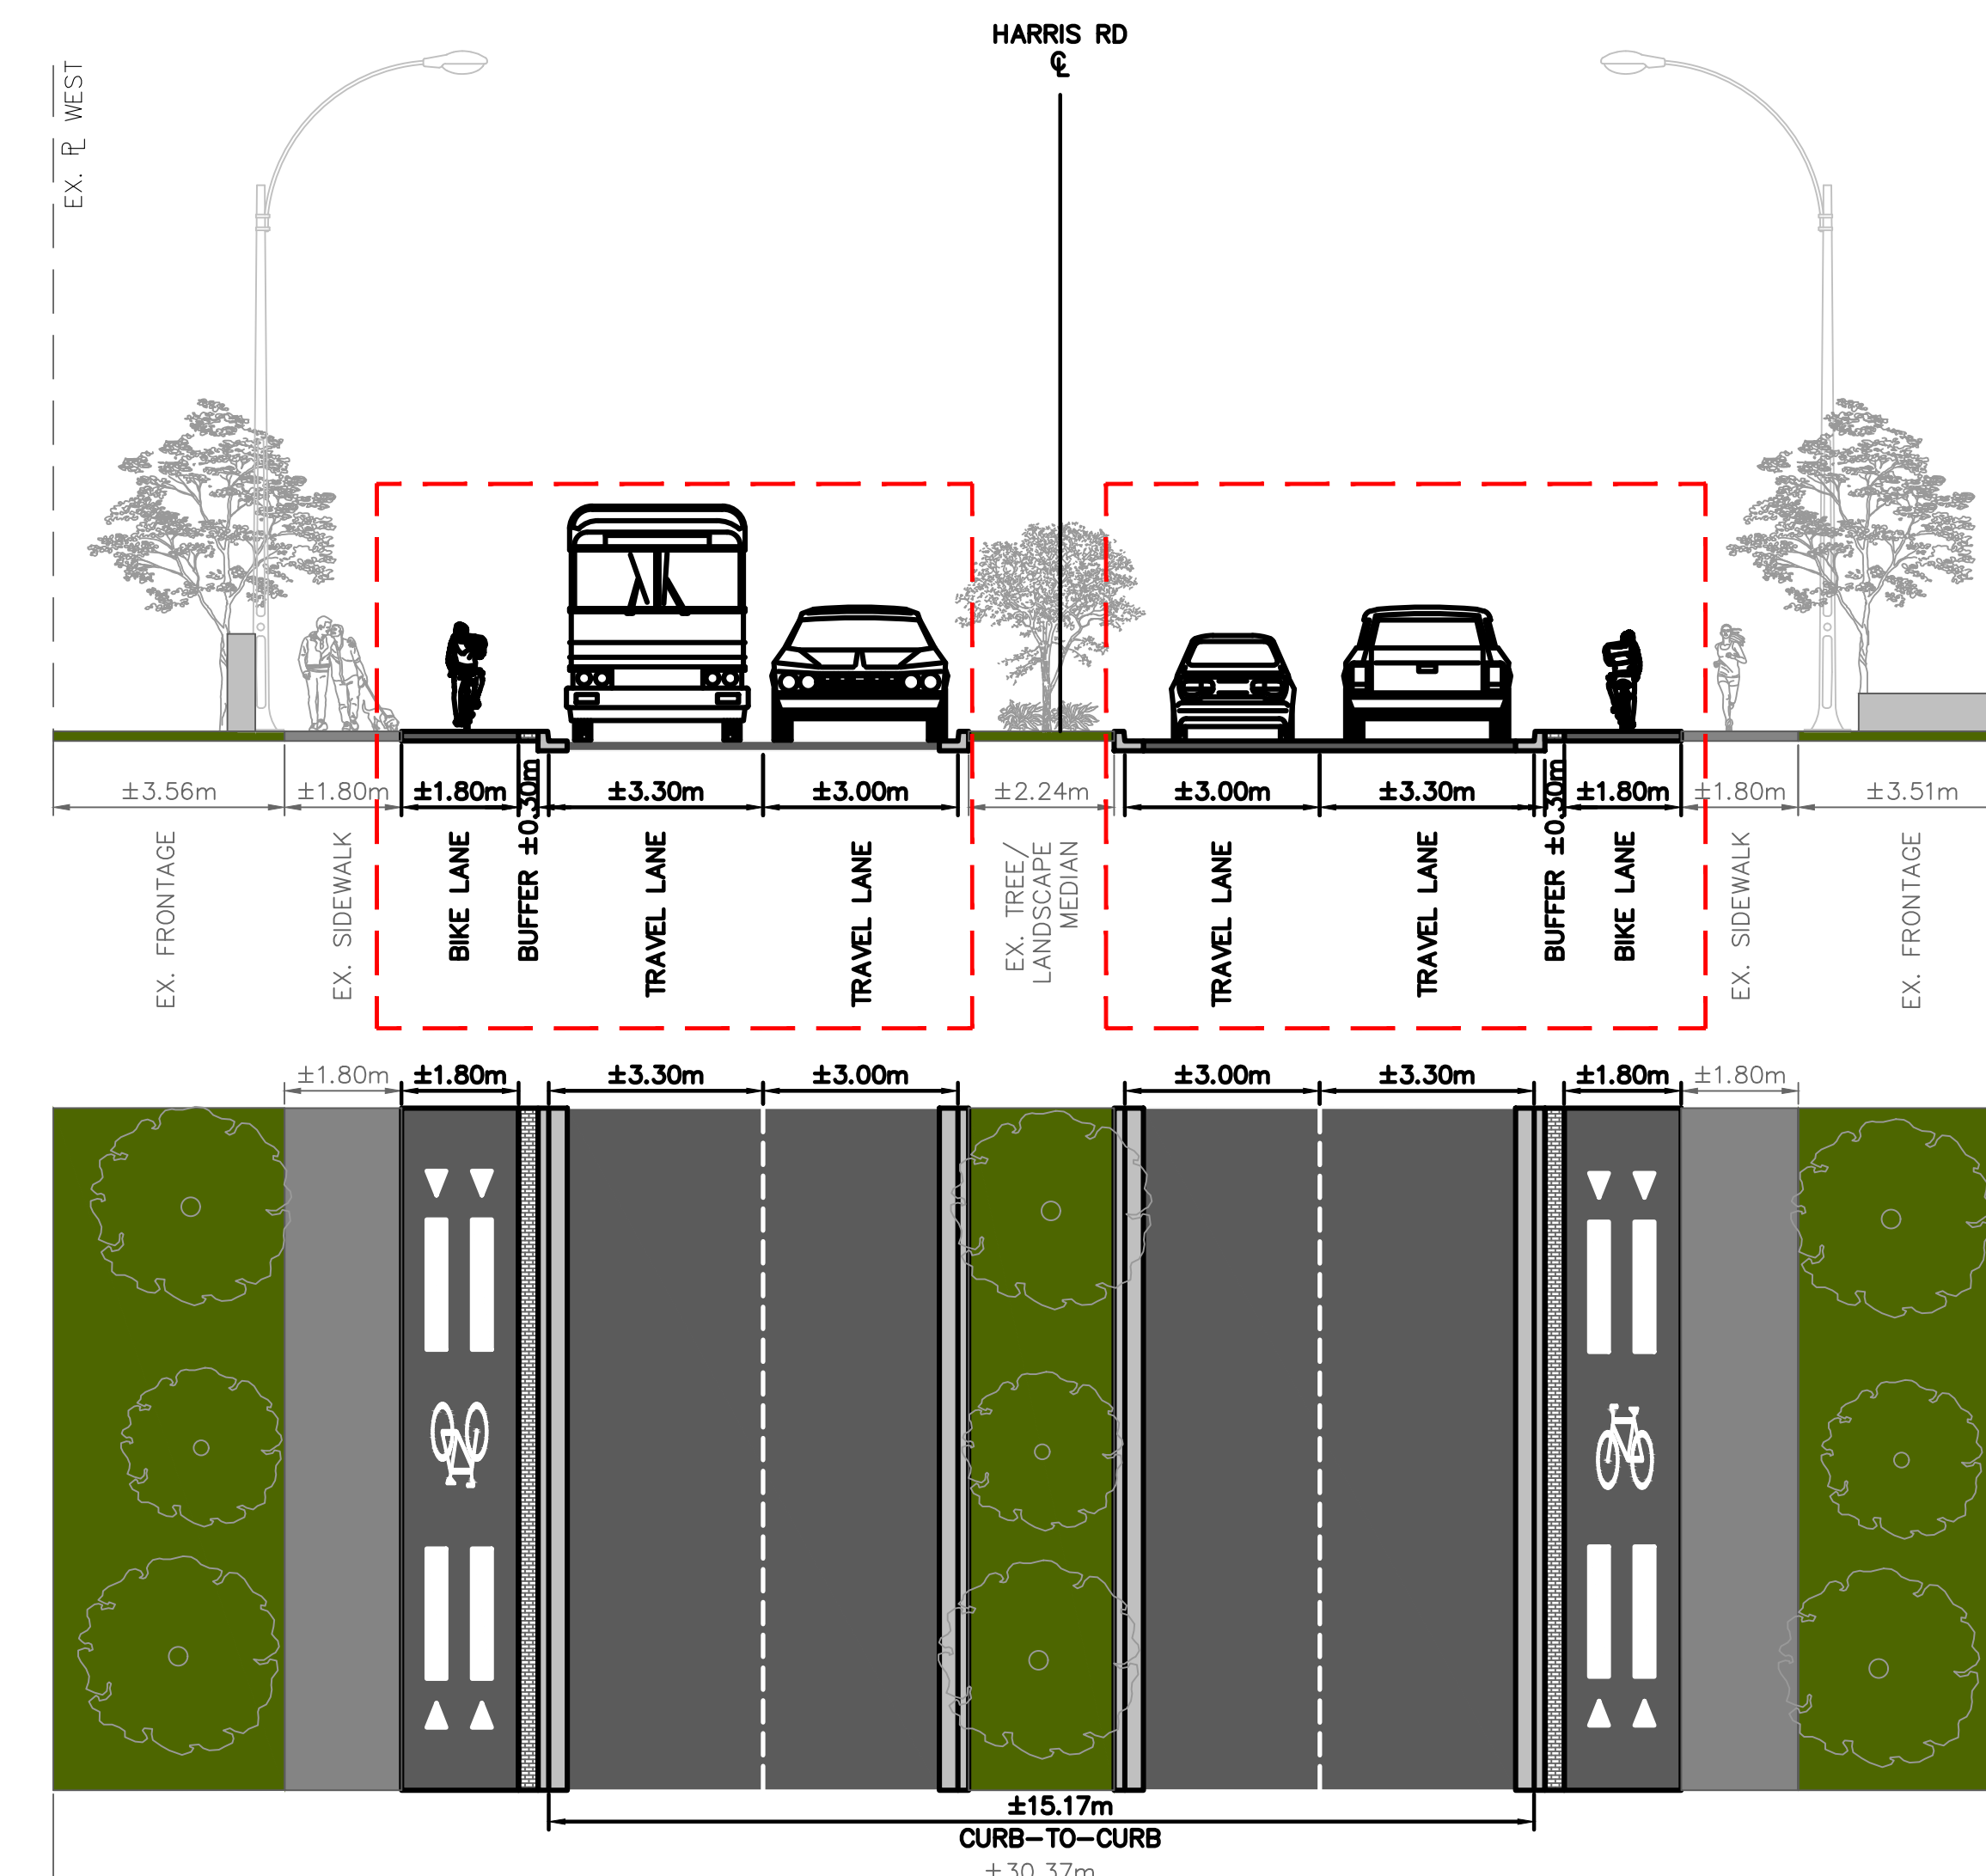 HARRIS RD
℄
EX. ⅊ WEST
±3.56m
±1.80m
±1.80m
±3.30m
±3.00m
±2.24m
±3.00m
±3.30m
±1.80m
±1.80m
±3.51m
EX. FRONTAGE
EX. SIDEWALK
BIKE LANE
BUFFER ±0.30m
TRAVEL LANE
TRAVEL LANE
EX. TREE/
LANDSCAPE
MEDIAN
TRAVEL LANE
TRAVEL LANE
BUFFER ±0.30m
BIKE LANE
EX. SIDEWALK
EX. FRONTAGE
±1.80m
±1.80m
±3.30m
±3.00m
±3.00m
±3.30m
±1.80m
±1.80m
±15.17m
CURB-TO-CURB
±30.37m